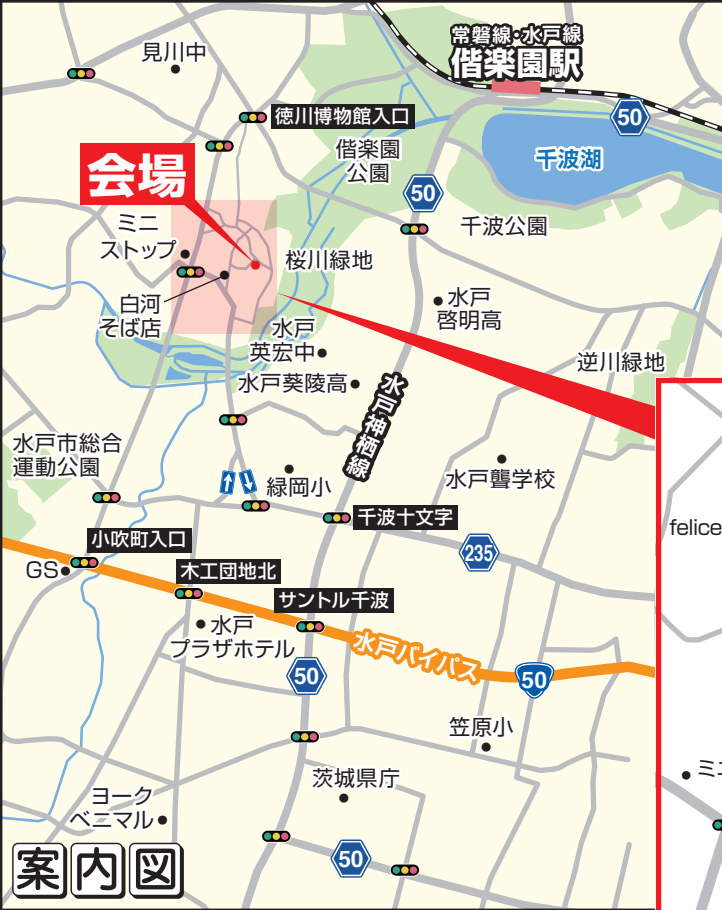 見川中
常磐線・水戸線
偕楽園駅
徳川博物館入口
50
偕楽園
公園
千波湖
会場
50
ミニ
ストップ
千波公園
桜川緑地
白河
そば店
水戸
啓明高
水戸
英宏中
逆川緑地
水戸葵陵高
水戸神栖線
水戸市総合
運動公園
緑岡小
水戸聾学校
千波十文字
felice
小吹町入口
235
GS
木工団地北
サントル千波
水戸
プラザホテル
水戸バイパス
50
50
笠原小
ミニ
茨城県庁
ヨーク
ベニマル
50
案内図